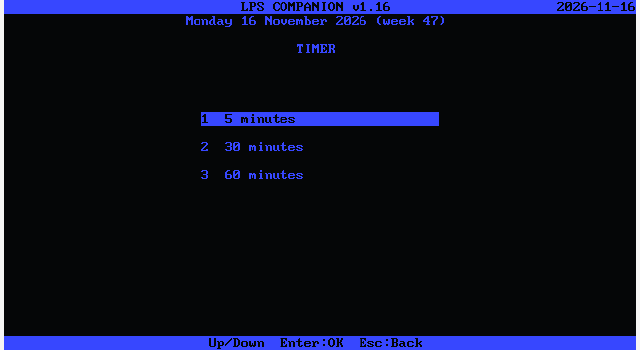 LPS COMPANION v1.16 2026-11-16
Monday 16 November 2026 (week 47)
TIMER
1 5 minutes
2 30 minutes
3 60 minutes
Up/Down Enter:OK Esc:Back